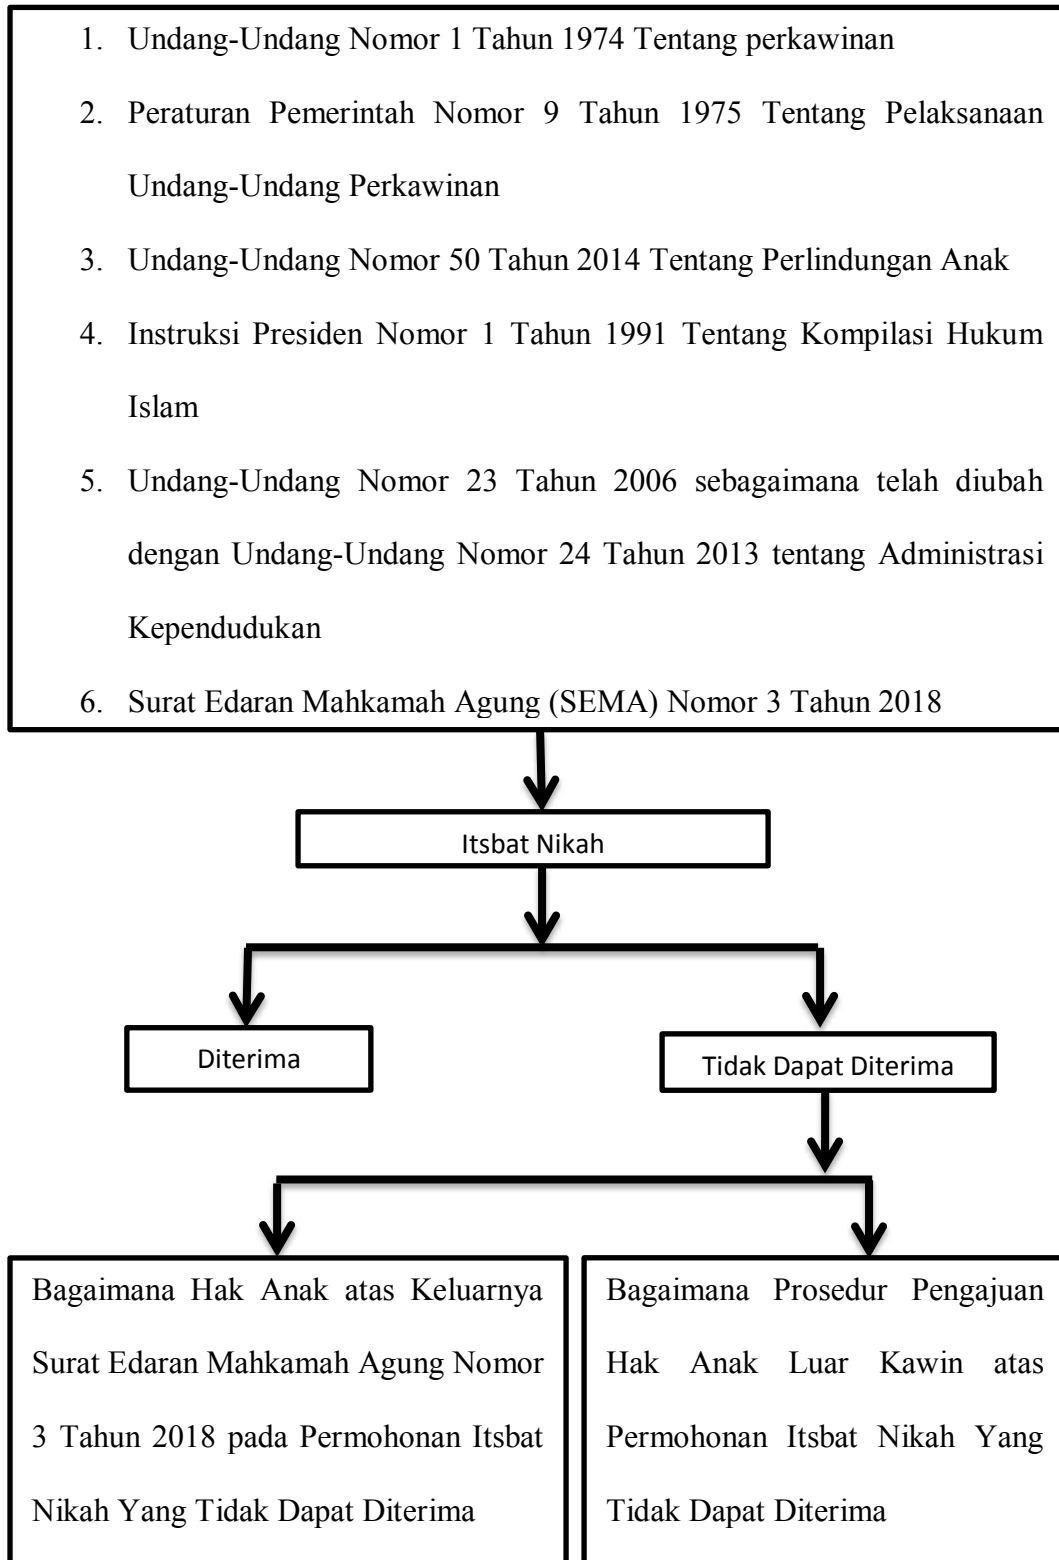 1. Undang-Undang Nomor 1 Tahun 1974 Tentang perkawinan
2. Peraturan Pemerintah Nomor 9 Tahun 1975 Tentang Pelaksanaan
Undang-Undang Perkawinan
3. Undang-Undang Nomor 50 Tahun 2014 Tentang Perlindungan Anak
4. Instruksi Presiden Nomor 1 Tahun 1991 Tentang Kompilasi Hukum
Islam
5. Undang-Undang Nomor 23 Tahun 2006 sebagaimana telah diubah
dengan Undang-Undang Nomor 24 Tahun 2013 tentang Administrasi
Kependudukan
6. Surat Edaran Mahkamah Agung (SEMA) Nomor 3 Tahun 2018
Itsbat Nikah
Diterima
Tidak Dapat Diterima
Bagaimana Hak Anak atas Keluarnya
Surat Edaran Mahkamah Agung Nomor
3 Tahun 2018 pada Permohonan Itsbat
Nikah Yang Tidak Dapat Diterima
Bagaimana Prosedur Pengajuan
Hak Anak Luar Kawin atas
Permohonan Itsbat Nikah Yang
Tidak Dapat Diterima